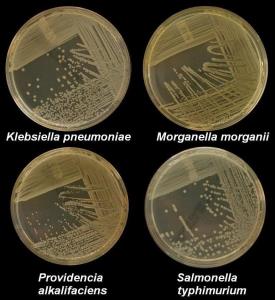 Klebsiella pneumoniae
Morganella morganii
Providencia
alkalifaciens
Salmonella
typhimurium